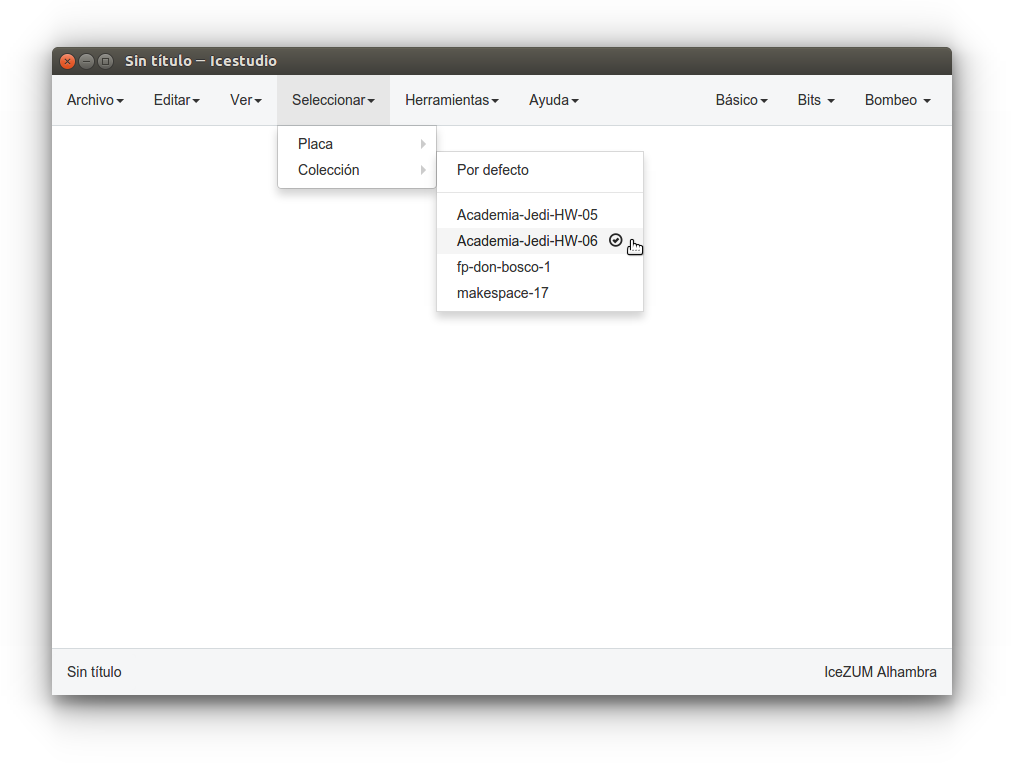 Sin título – Icestudio
Archivo Editar Ver Seleccionar Herramientas Ayuda Básico Bits Bombeo
Placa
Colección
Por defecto
Academia-Jedi-HW-05
Academia-Jedi-HW-06
fp-don-bosco-1
makespace-17
Sin título IceZUM Alhambra